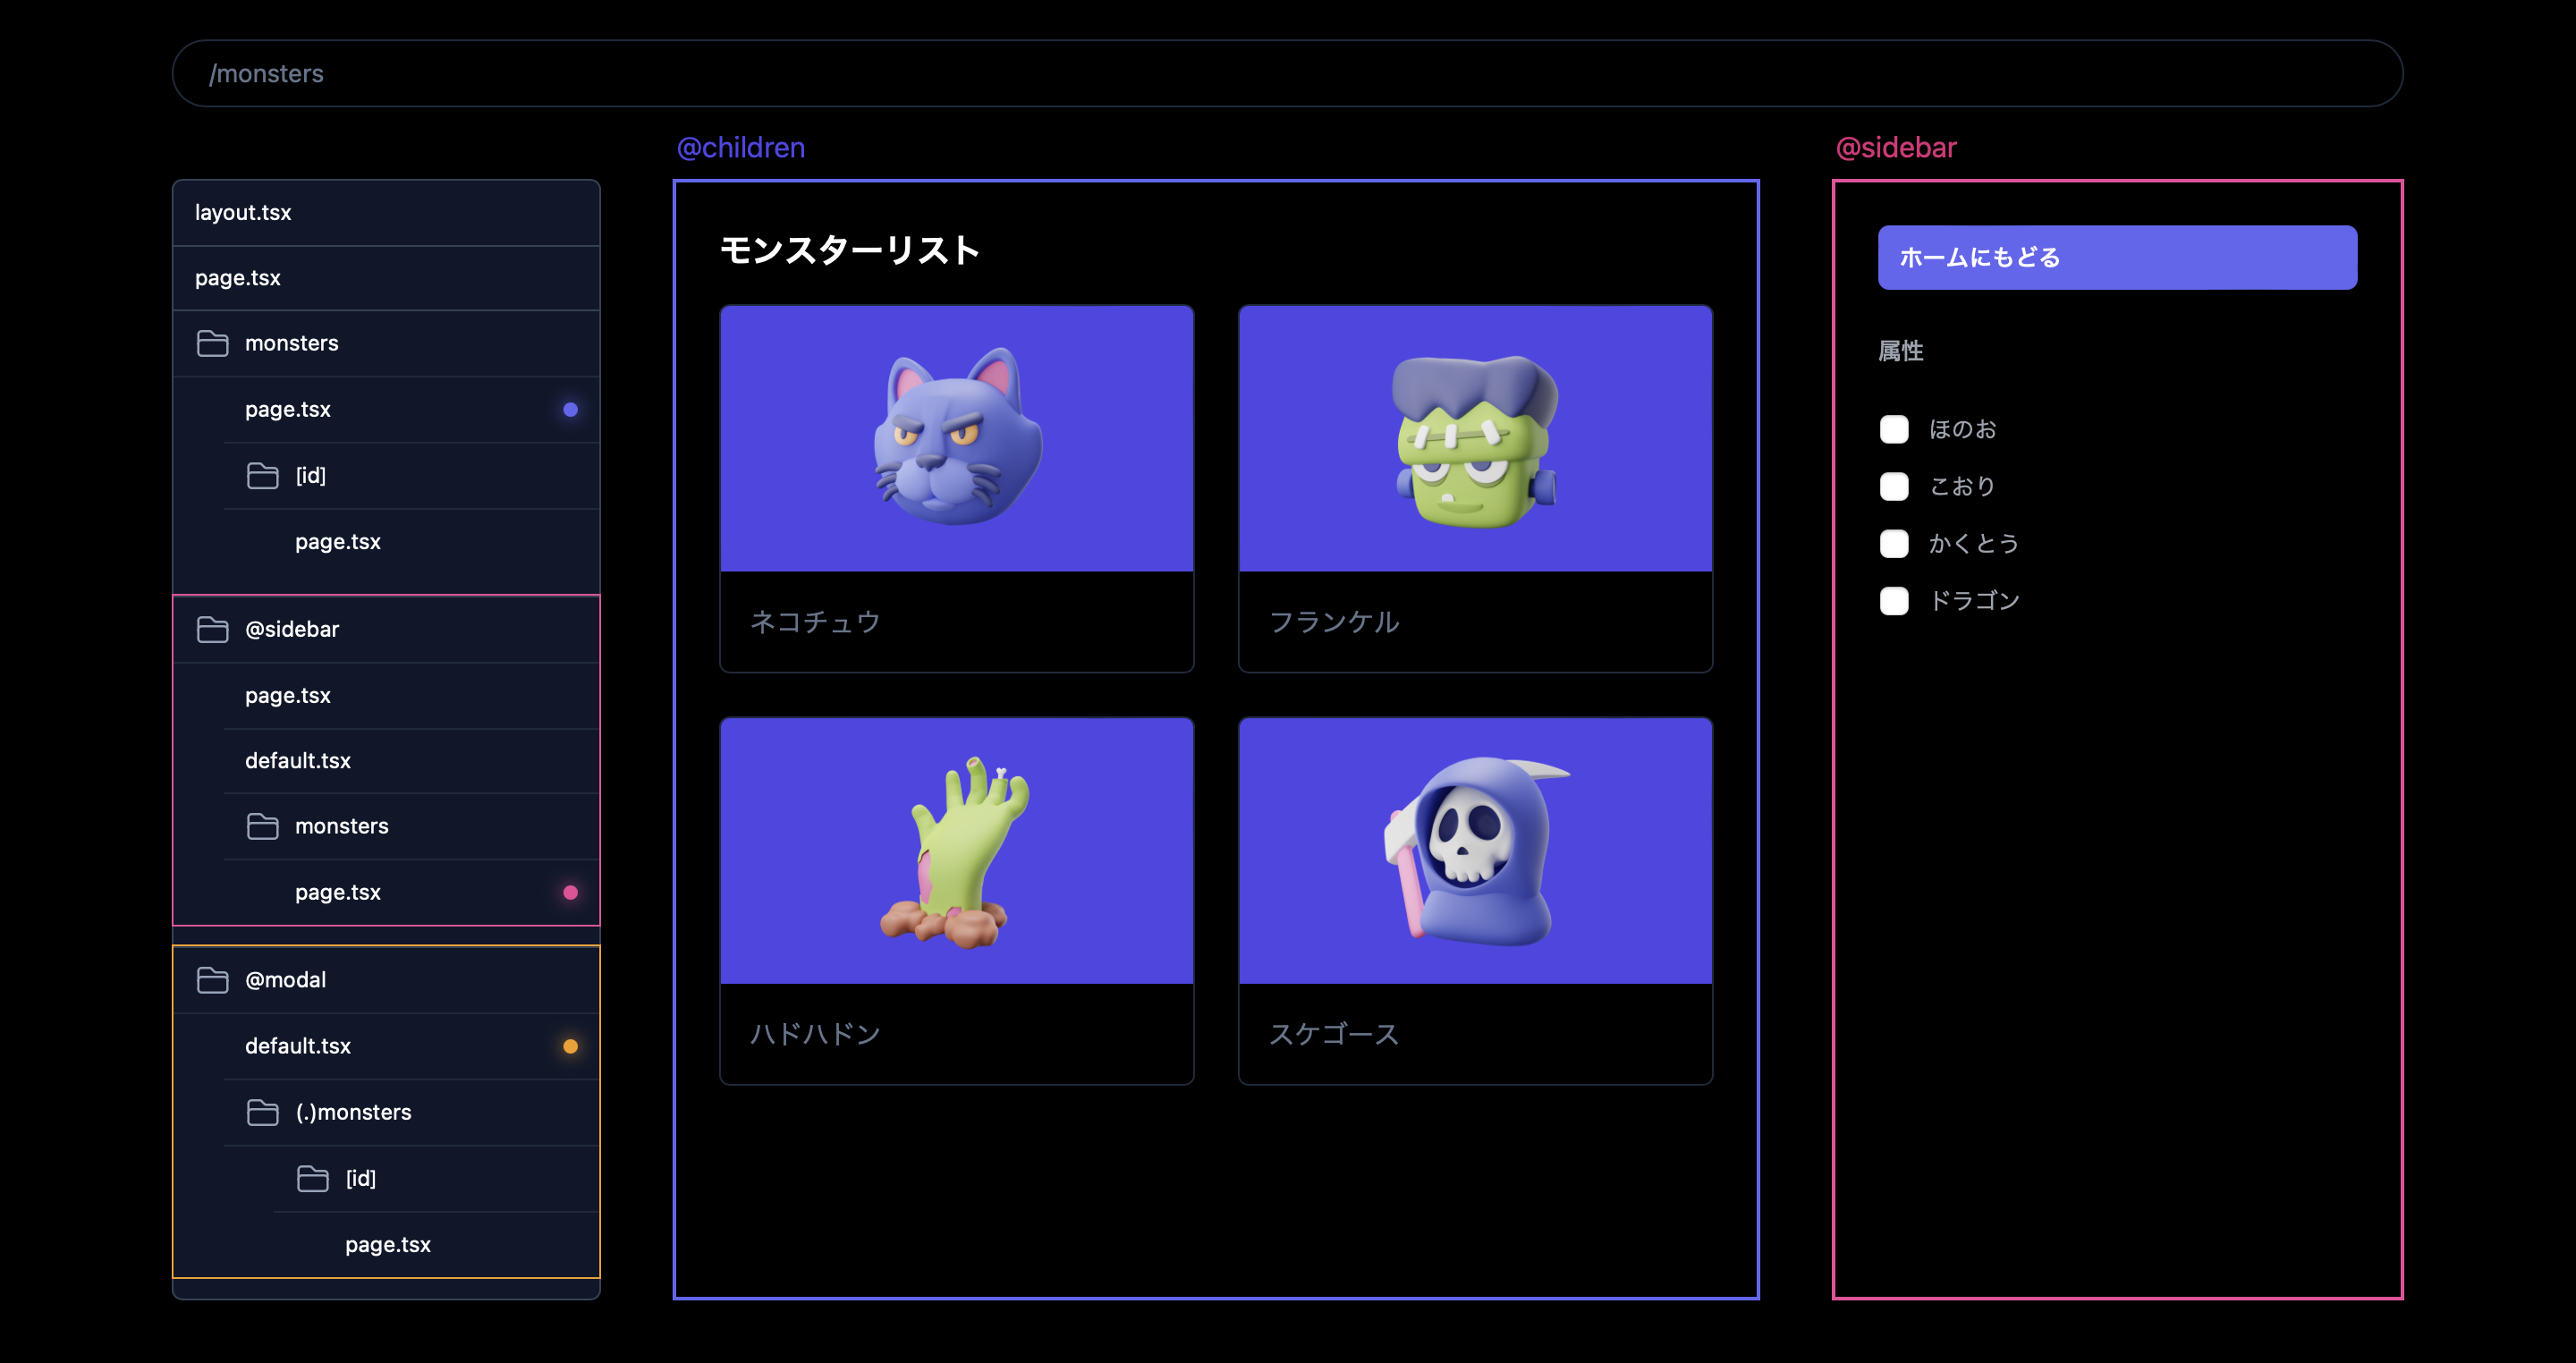 /monsters
layout.tsx
page.tsx
monsters
page.tsx
[id]
page.tsx
@sidebar
page.tsx
default.tsx
monsters
page.tsx
@modal
default.tsx
(.)monsters
[id]
page.tsx
@children
モンスターリスト
ネコチュウ
フランケル
ハドハドン
スケゴース
@sidebar
ホームにもどる
属性
ほのお
こおり
かくとう
ドラゴン